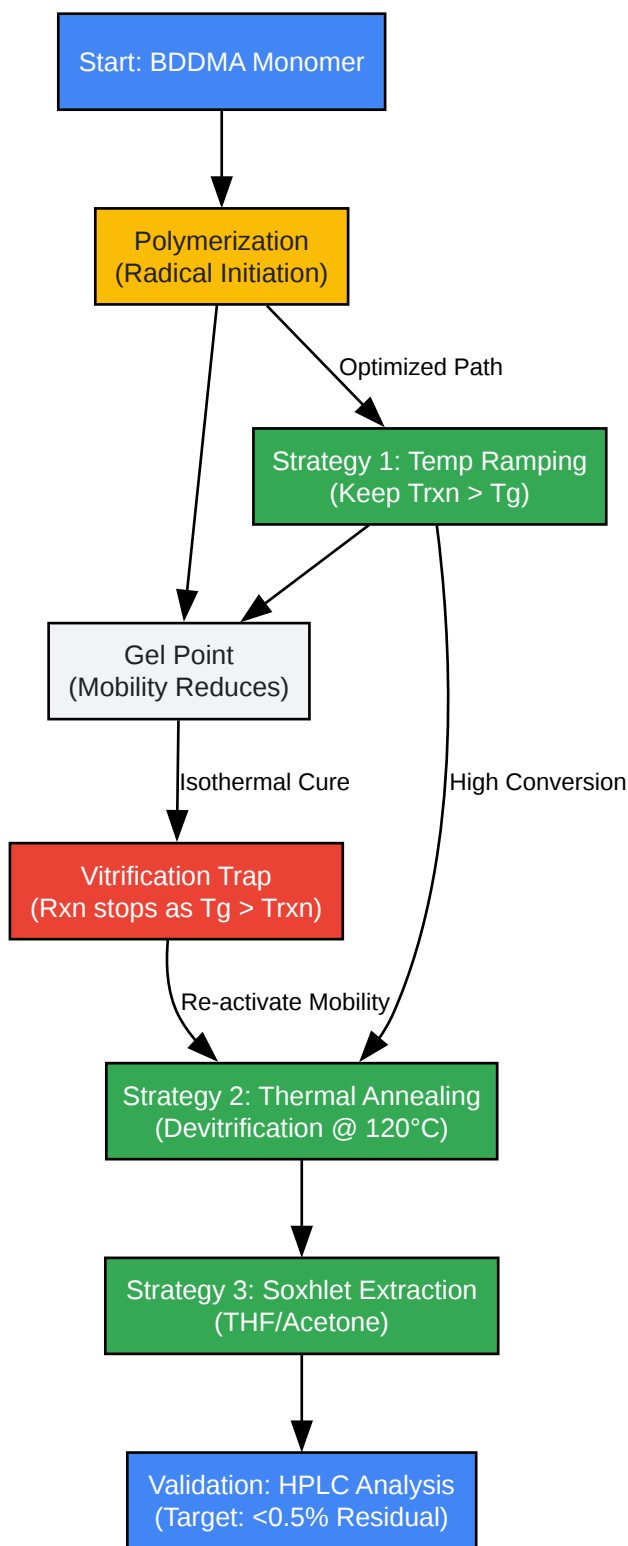 Start: BDDMA Monomer
Polymerization
(Radical Initiation)
Optimized Path
Strategy 1: Temp Ramping
(Keep Trxn > Tg)
Gel Point
(Mobility Reduces)
Isothermal Cure
High Conversion
Vitrification Trap
(Rxn stops as Tg > Trxn)
Re-activate Mobility
Strategy 2: Thermal Annealing
(Devitrification @ 120°C)
Strategy 3: Soxhlet Extraction
(THF/Acetone)
Validation: HPLC Analysis
(Target: <0.5% Residual)